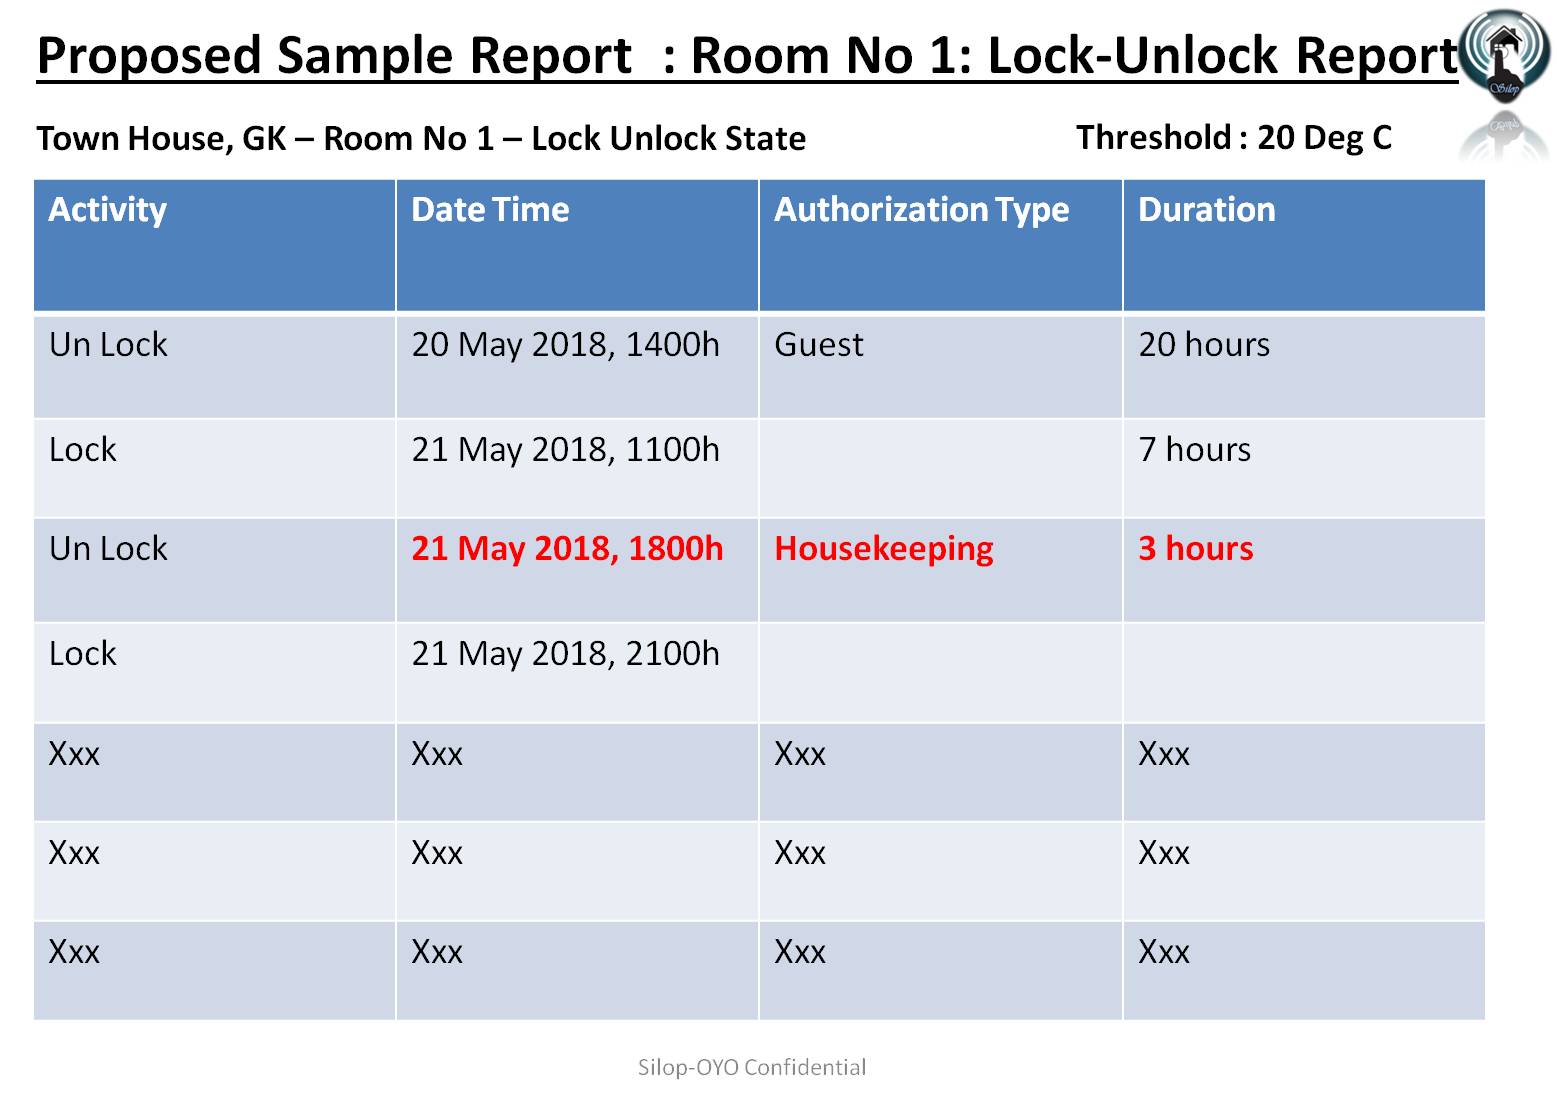 Proposed Sample Report : Room No 1: Lock-Unlock Report
Silop
Town House, GK – Room No 1 – Lock Unlock State Threshold : 20 Deg C
Activity Date Time Authorization Type Duration
Un Lock 20 May 2018, 1400h Guest 20 hours
Lock 21 May 2018, 1100h 7 hours
Un Lock 21 May 2018, 1800h Housekeeping 3 hours
Lock 21 May 2018, 2100h
Xxx Xxx Xxx Xxx
Xxx Xxx Xxx Xxx
Xxx Xxx Xxx Xxx
Silop-OYO Confidential